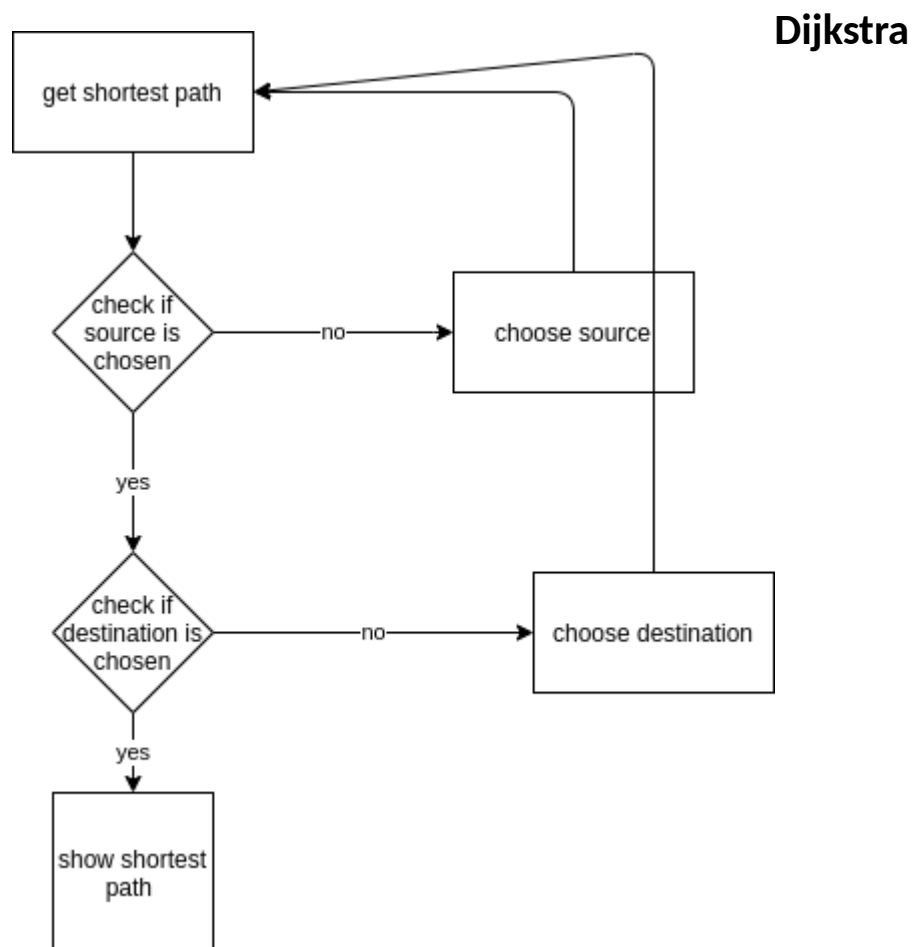 Dijkstra
get shortest path
check if
source is
chosen
no
choose source
yes
check if
destination is
chosen
no
choose destination
yes
show shortest
path